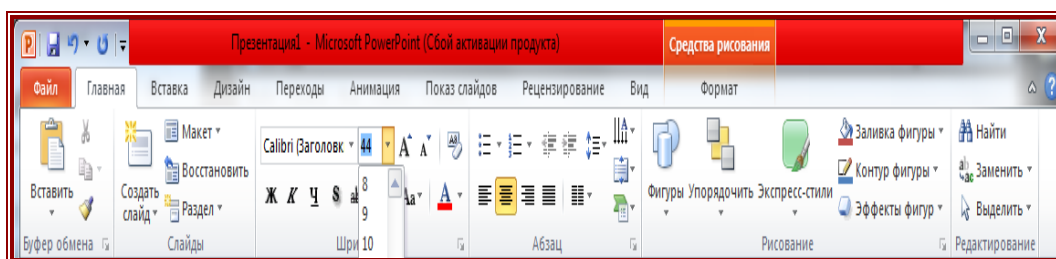 Презентация1 - Microsoft PowerPoint (Сбой активации продукта) Средства рисования
Файл Главная Вставка Дизайн Переходы Анимация Показ слайдов Рецензирование Вид Формат
Вставить
Создать слайд
Макет
Восстановить
Раздел
Calibri (Заголовк 44
Ж К Ч S Aa A
8
9
10
Фигуры Упорядочить Экспресс-стили
Заливка фигуры
Контур фигуры
Эффекты фигур
Найти
Заменить
Выделить
Буфер обмена Слайды Шри Абзац Рисование Редактирование